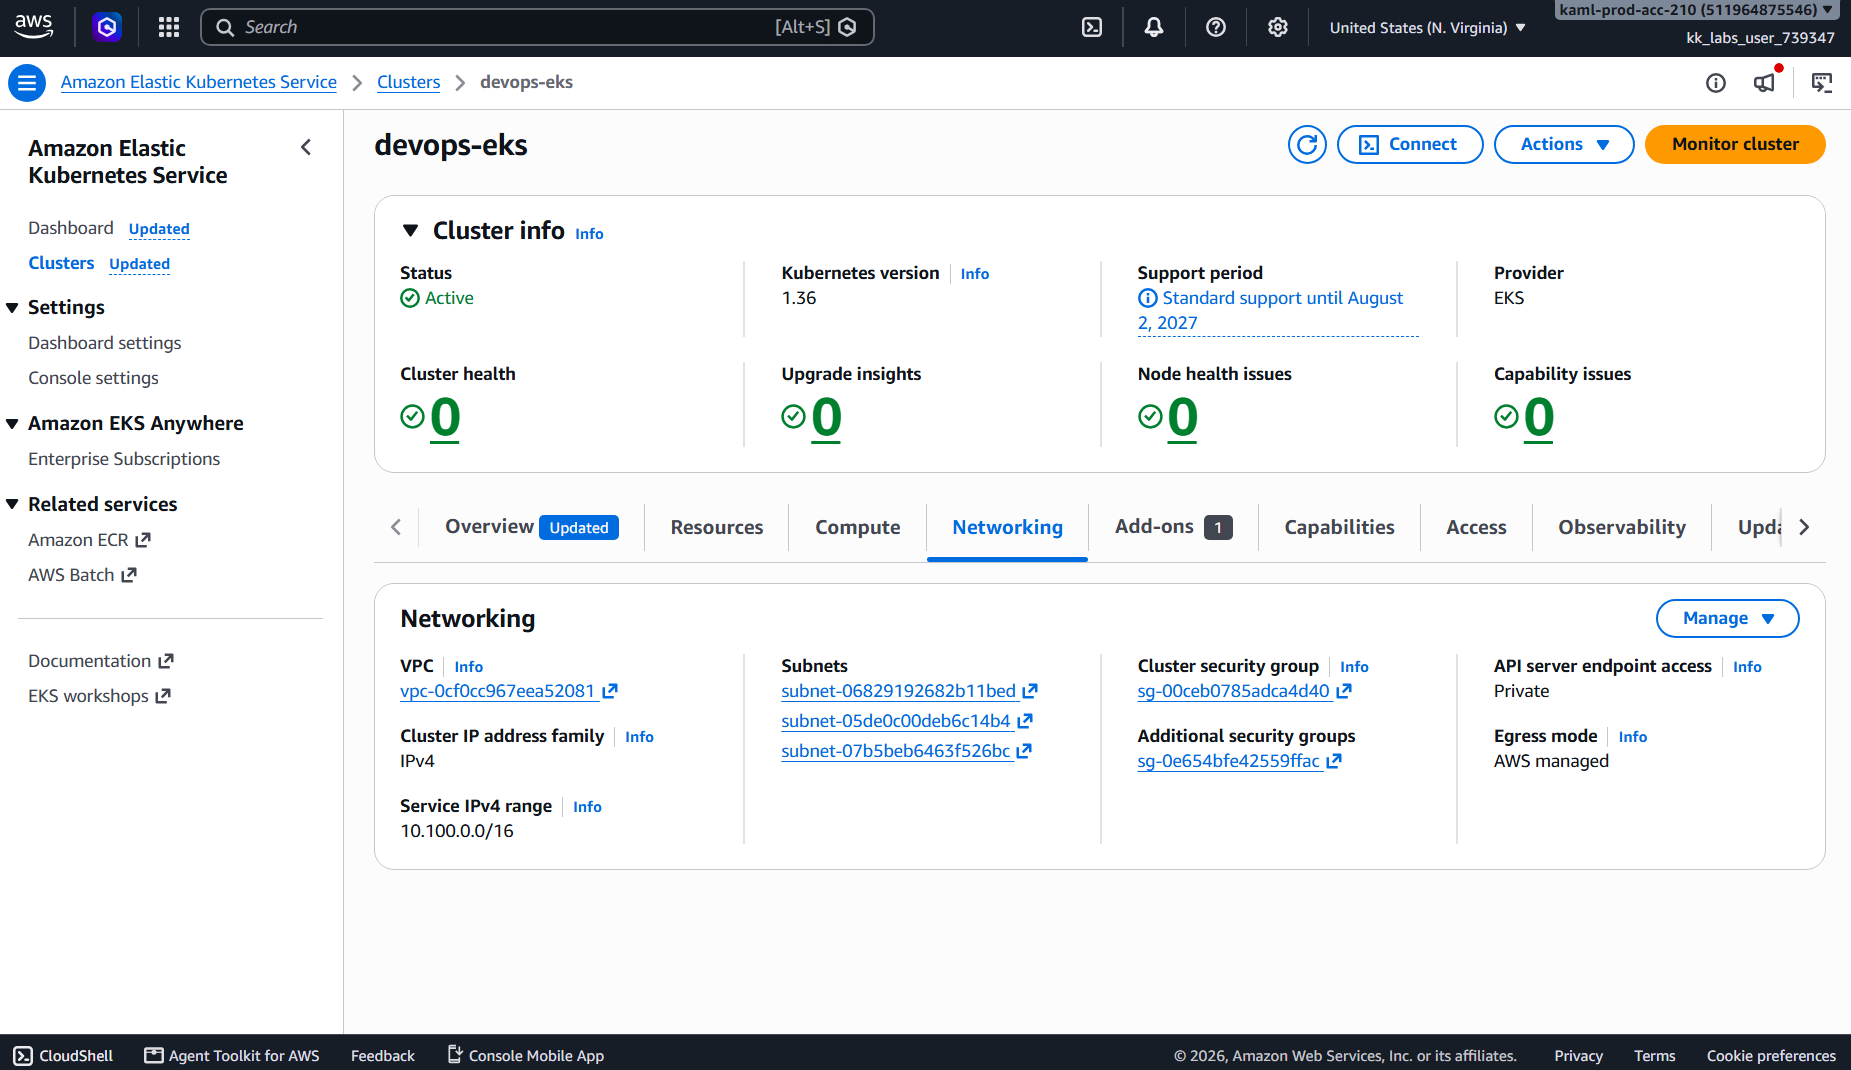 aws
Search
[Alt+S]
United States (N. Virginia)
kaml-prod-acc-210 (511964875546)
kk_labs_user_739347
Amazon Elastic Kubernetes Service
Clusters
devops-eks
Amazon Elastic
Kubernetes Service
Dashboard Updated
Clusters Updated
Settings
Dashboard settings
Console settings
Amazon EKS Anywhere
Enterprise Subscriptions
Related services
Amazon ECR
AWS Batch
Documentation
EKS workshops
devops-eks
Connect
Actions
Monitor cluster
Cluster info Info
Status
Active
Kubernetes version Info
1.36
Support period
Standard support until August
2, 2027
Provider
EKS
Cluster health
0
Upgrade insights
0
Node health issues
0
Capability issues
0
Overview Updated
Resources
Compute
Networking
Add-ons 1
Capabilities
Access
Observability
Networking
Manage
VPC Info
vpc-0cf0cc967eea52081
Cluster IP address family Info
IPv4
Service IPv4 range Info
10.100.0.0/16
Subnets
subnet-06829192682b11bed
subnet-05de0c00deb6c14b4
subnet-07b5beb6463f526bc
Cluster security group Info
sg-00ceb0785adca4d40
Additional security groups
sg-0e654bfe42559ffac
API server endpoint access Info
Private
Egress mode Info
AWS managed
CloudShell
Agent Toolkit for AWS
Feedback
Console Mobile App
© 2026, Amazon Web Services, Inc. or its affiliates.
Privacy
Terms
Cookie preferences